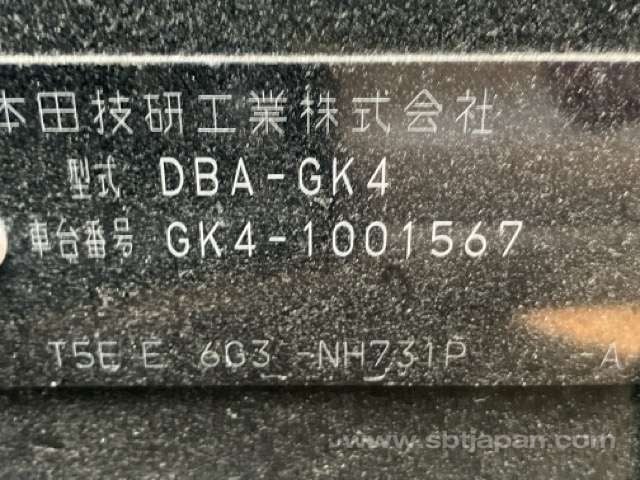 本田技研工業株式会社
型式 DBA-GK4
車台番号 GK4-1001567
T5E E 6G3 -NH731P -A
www.sbtjapan.com